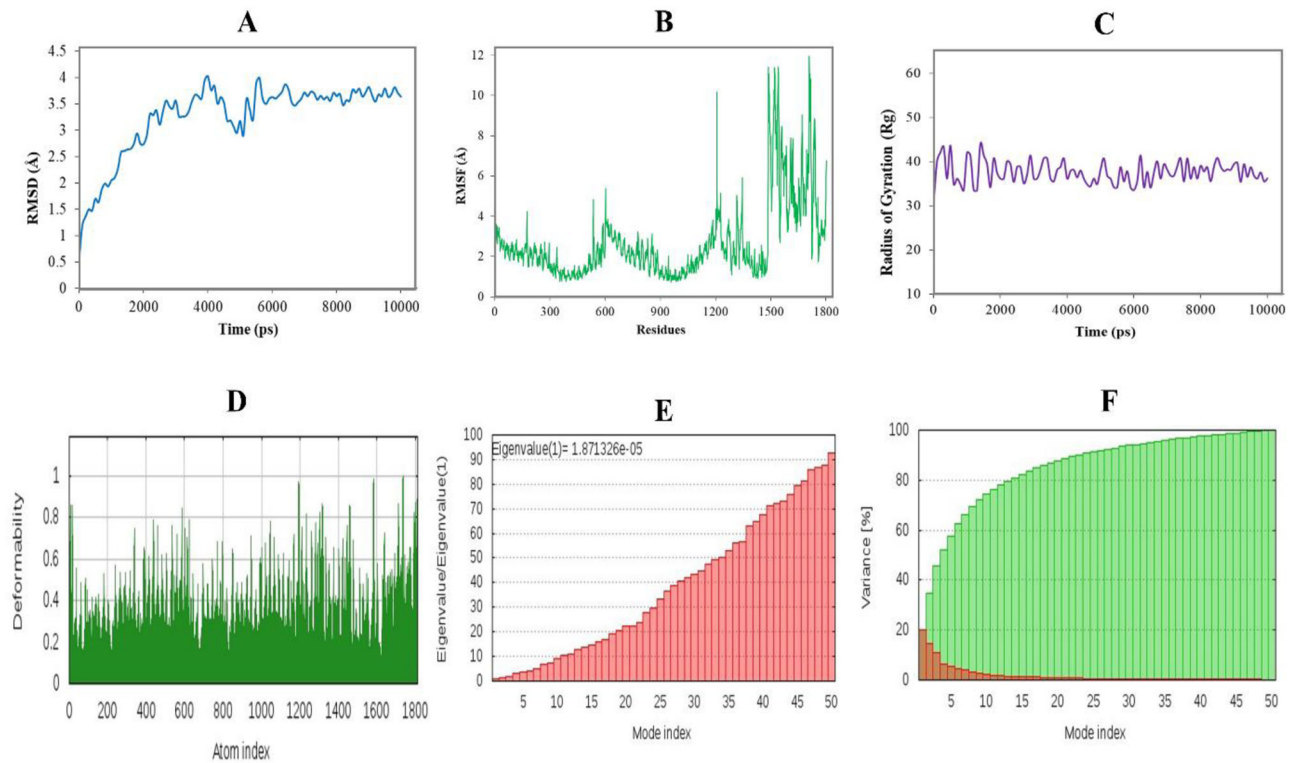 A
4.5
4
3.5
3
2.5
2
1.5
1
0.5
0
RMSD (Å)
0 2000 4000 6000 8000 10000
Time (ps)
B
12
10
8
6
4
2
0
RMSF (Å)
0 300 600 900 1200 1500 1800
Residues
C
60
50
40
30
20
10
Radius of Gyration (Rg)
0 2000 4000 6000 8000 10000
Time (ps)
D
1
0.8
0.6
0.4
0.2
0
Deformability
0 200 400 600 800 1000 1200 1400 1600 1800
Atom index
E
Eigenvalue(1)= 1.871326e-05
100
90
80
70
60
50
40
30
20
10
0
Eigenvalue/Eigenvalue(1)
5 10 15 20 25 30 35 40 45 50
Mode index
F
100
80
60
40
20
0
Variance [%]
5 10 15 20 25 30 35 40 45 50
Mode index